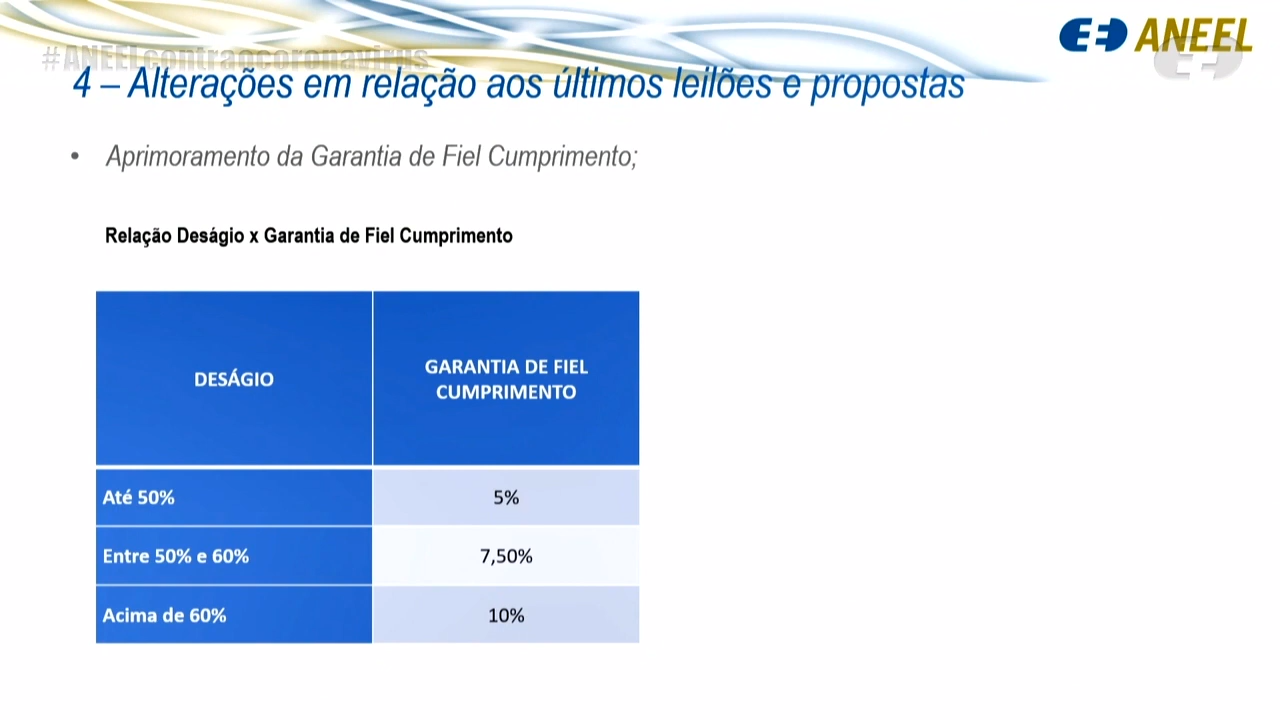 ANEEL
#ANEELcontraocoronavirus
4 – Alterações em relação aos últimos leilões e propostas
• Aprimoramento da Garantia de Fiel Cumprimento;
Relação Deságio x Garantia de Fiel Cumprimento
DESÁGIO
GARANTIA DE FIEL
CUMPRIMENTO
Até 50% 5%
Entre 50% e 60% 7,50%
Acima de 60% 10%